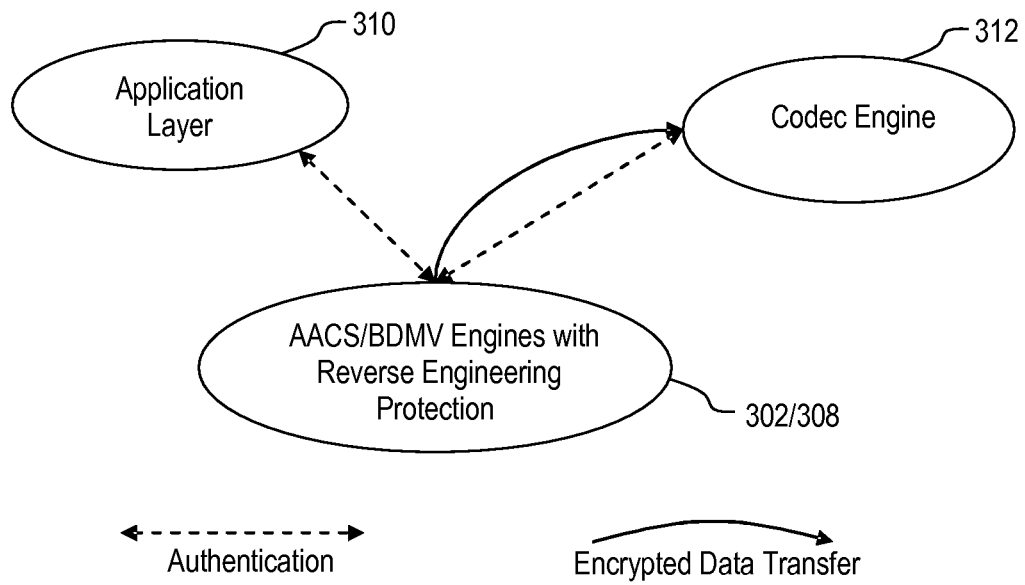 310
Application
Layer
312
Codec Engine
AACS/BDMV Engines with
Reverse Engineering
Protection
302/308
Authentication
Encrypted Data Transfer